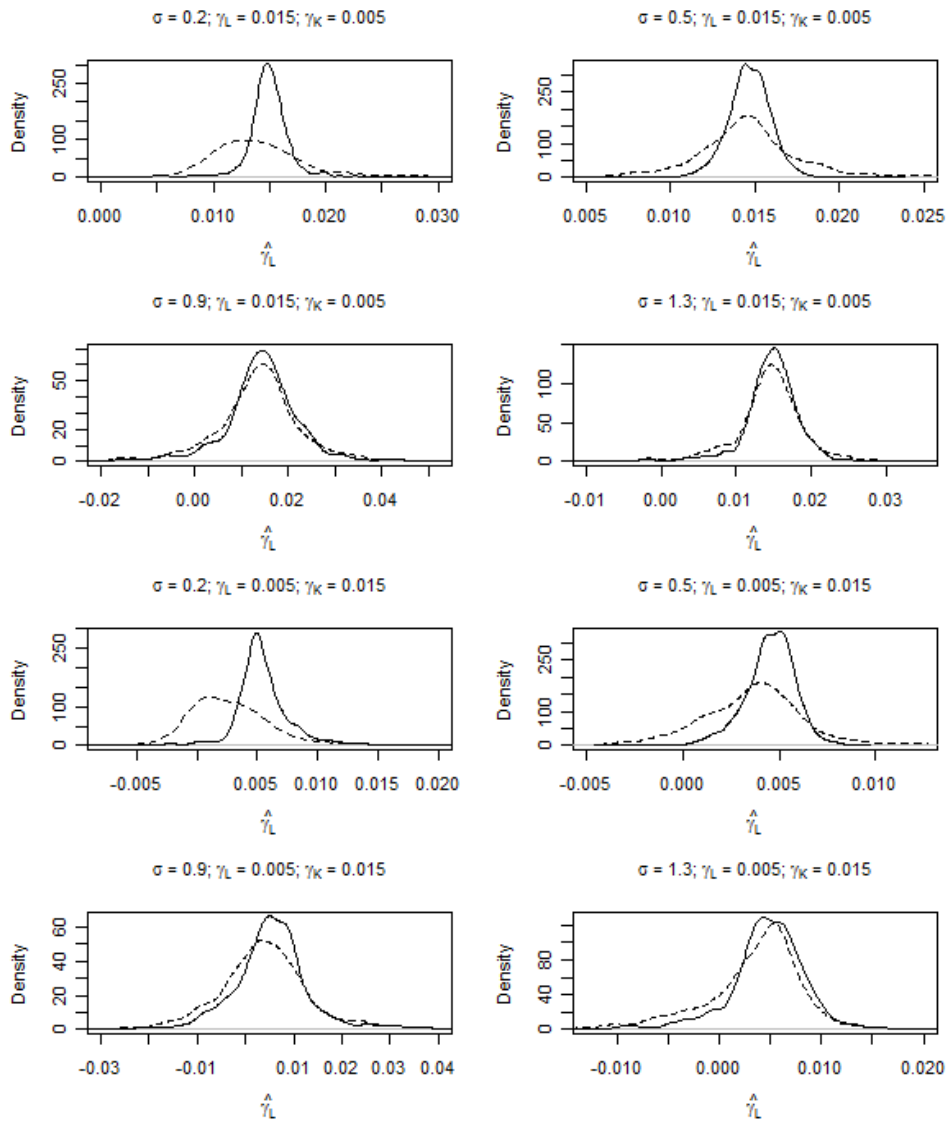 σ = 0.2; γL = 0.015; γK = 0.005
Density
0 100 250
0.000 0.010 0.020 0.030
γ̂L
σ = 0.5; γL = 0.015; γK = 0.005
Density
0 100 250
0.005 0.010 0.015 0.020 0.025
γ̂L
σ = 0.9; γL = 0.015; γK = 0.005
Density
0 20 50
-0.02 0.00 0.02 0.04
γ̂L
σ = 1.3; γL = 0.015; γK = 0.005
Density
0 50 100
-0.01 0.00 0.01 0.02 0.03
γ̂L
σ = 0.2; γL = 0.005; γK = 0.015
Density
0 100 250
-0.005 0.005 0.010 0.015 0.020
γ̂L
σ = 0.5; γL = 0.005; γK = 0.015
Density
0 100 250
-0.005 0.000 0.005 0.010
γ̂L
σ = 0.9; γL = 0.005; γK = 0.015
Density
0 20 40 60
-0.03 -0.01 0.01 0.02 0.03 0.04
γ̂L
σ = 1.3; γL = 0.005; γK = 0.015
Density
0 40 80
-0.010 0.000 0.010 0.020
γ̂L